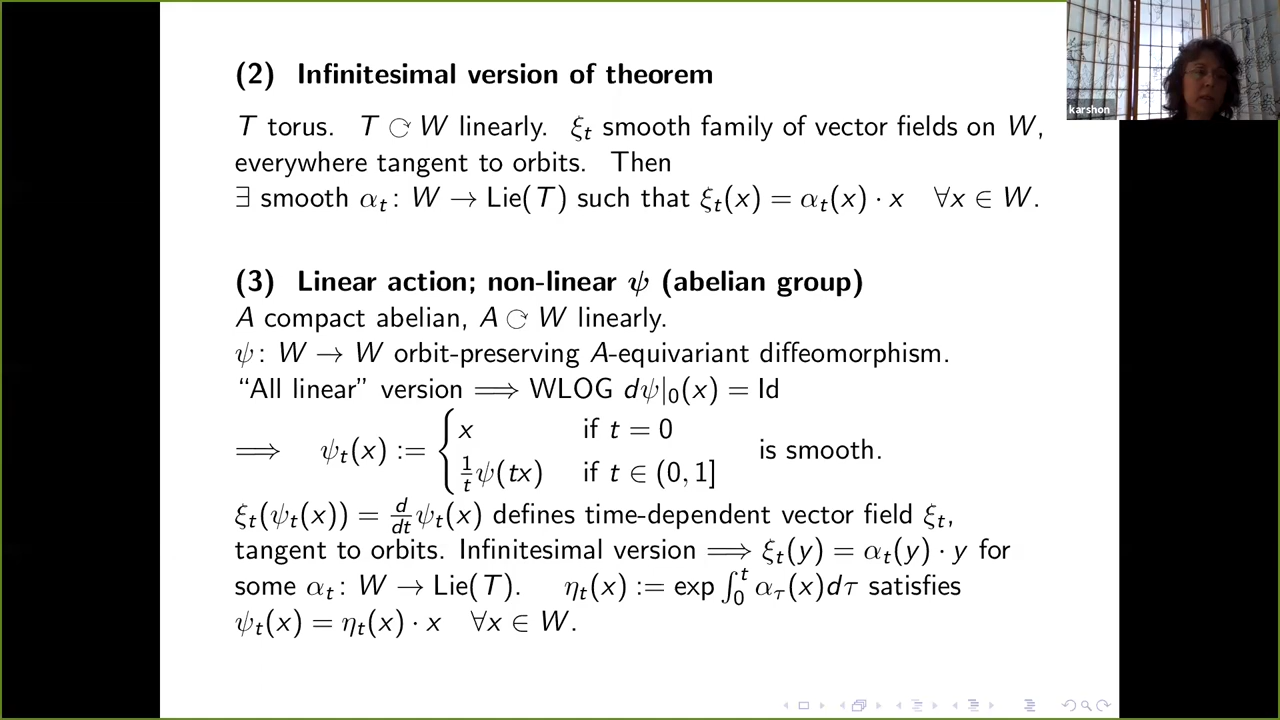 karshon
(2) Infinitesimal version of theorem
T torus. T ⟳ W linearly. ξ_t smooth family of vector fields on W,
everywhere tangent to orbits. Then
∃ smooth α_t : W → Lie(T) such that ξ_t(x) = α_t(x) · x ∀x ∈ W.
(3) Linear action; non-linear ψ (abelian group)
A compact abelian, A ⟳ W linearly.
ψ : W → W orbit-preserving A-equivariant diffeomorphism.
“All linear” version ⟹ WLOG dψ|_0(x) = Id
⟹ ψ_t(x) := { x if t = 0
1/t ψ(tx) if t ∈ (0, 1] is smooth.
ξ_t(ψ_t(x)) = d/dt ψ_t(x) defines time-dependent vector field ξ_t,
tangent to orbits. Infinitesimal version ⟹ ξ_t(y) = α_t(y) · y for
some α_t : W → Lie(T). η_t(x) := exp ∫_0^t α_τ(x)dτ satisfies
ψ_t(x) = η_t(x) · x ∀x ∈ W.